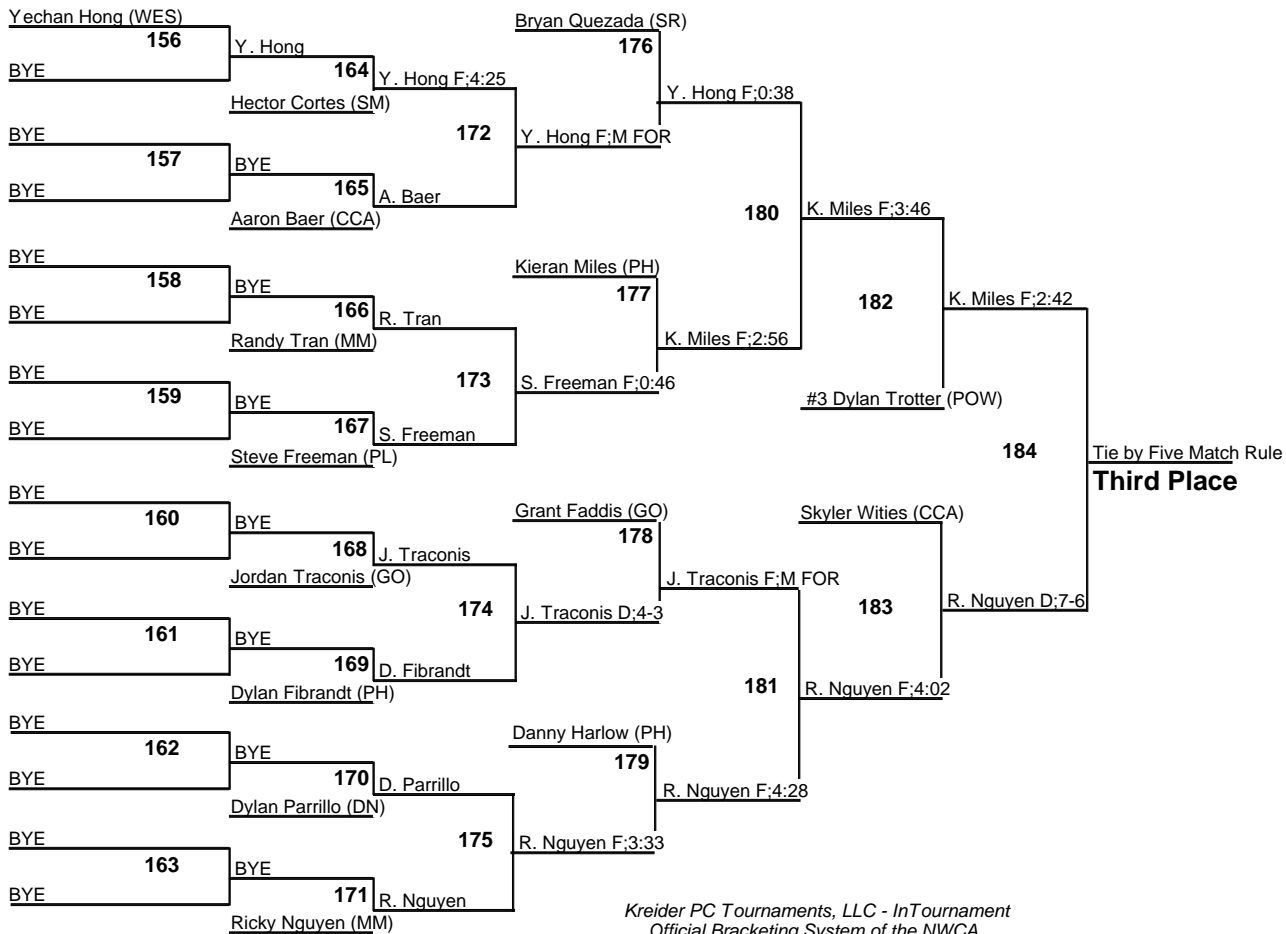 Yechan Hong (WES)
156
BYE
Y. Hong
164
Hector Cortes (SM)
Y. Hong F;4:25
BYE
157
BYE
BYE
165
Aaron Baer (CCA)
A. Baer
172
Y. Hong F;M FOR
Bryan Quezada (SR)
176
Y. Hong F;0:38
BYE
158
BYE
BYE
166
Randy Tran (MM)
R. Tran
BYE
159
BYE
BYE
167
Steve Freeman (PL)
S. Freeman
173
S. Freeman F;0:46
Kieran Miles (PH)
177
K. Miles F;2:56
180
K. Miles F;3:46
182
#3 Dylan Trotter (POW)
K. Miles F;2:42
BYE
160
BYE
BYE
168
Jordan Traconis (GO)
J. Traconis
BYE
161
BYE
BYE
169
Dylan Fibrandt (PH)
D. Fibrandt
174
J. Traconis D;4-3
Grant Faddis (GO)
178
J. Traconis F;M FOR
BYE
162
BYE
BYE
170
Dylan Parrillo (DN)
D. Parrillo
BYE
163
BYE
BYE
171
Ricky Nguyen (MM)
R. Nguyen
175
R. Nguyen F;3:33
Danny Harlow (PH)
179
R. Nguyen F;4:28
181
R. Nguyen F;4:02
Skyler Wities (CCA)
183
R. Nguyen D;7-6
184
Tie by Five Match Rule
Third Place
Kreider PC Tournaments, LLC - InTournament
Official Bracketing System of the NWCA